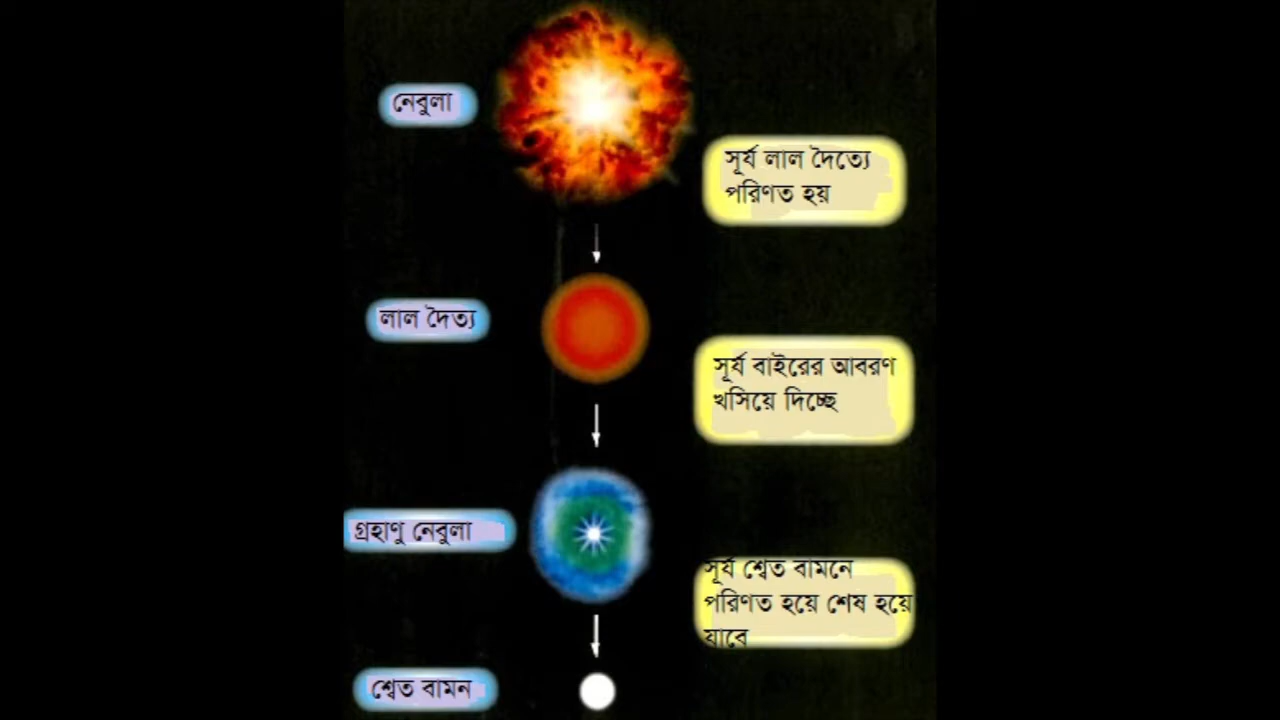 নেবুলা
সূর্য লাল দৈত্যে
পরিণত হয়
লাল দৈত্য
সূর্য বাইরের আবরণ
খসিয়ে দিচ্ছে
গ্রহাণু নেবুলা
সূর্য শ্বেত বামনে
পরিণত হয়ে শেষ হয়ে
যাবে
শ্বেত বামন